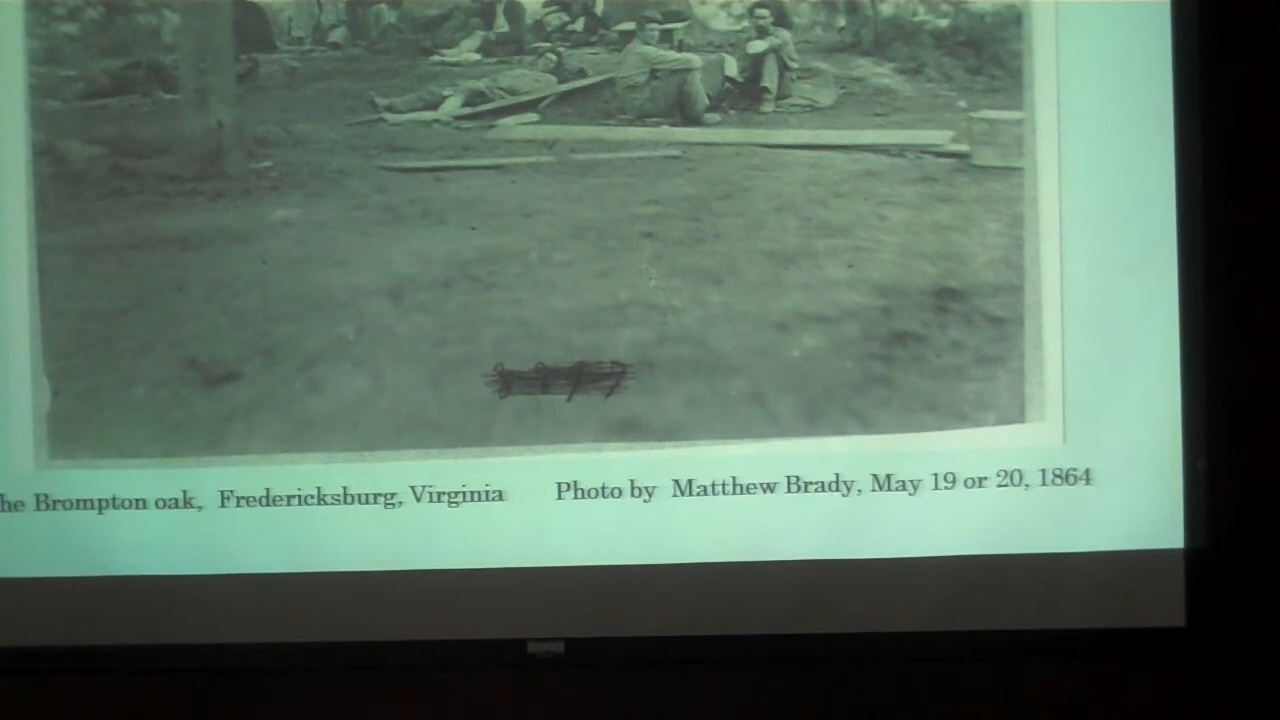 he Brompton oak, Fredericksburg, Virginia Photo by Matthew Brady, May 19 or 20, 1864